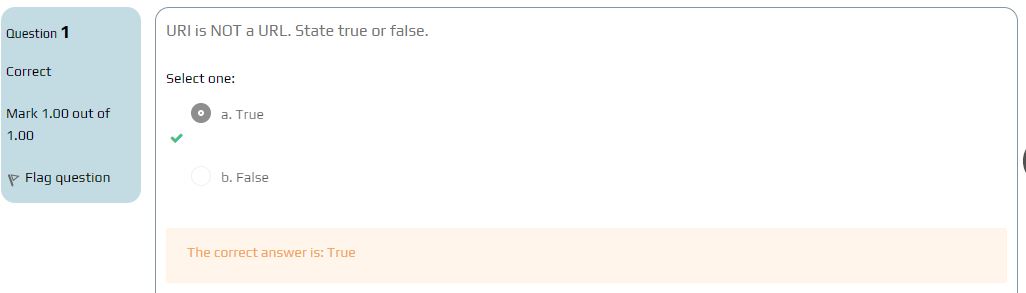 Question 1
Correct
Mark 1.00 out of
1.00
Flag question
URI is NOT a URL. State true or false.
Select one:
a. True
b. False
The correct answer is: True